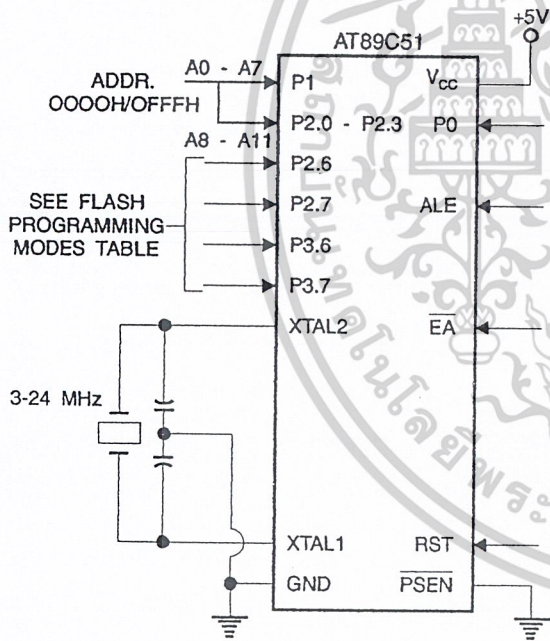 +5V
AT89C51
A0 - A7
ADDR.
OOOOH/OFFFH
P1
VCC
P2.0 - P2.3
P0
A8 - A11
P2.6
SEE FLASH
PROGRAMMING
MODES TABLE
P2.7
ALE
P3.6
P3.7
XTAL2
EA
3-24 MHz
XTAL1
RST
GND
PSEN